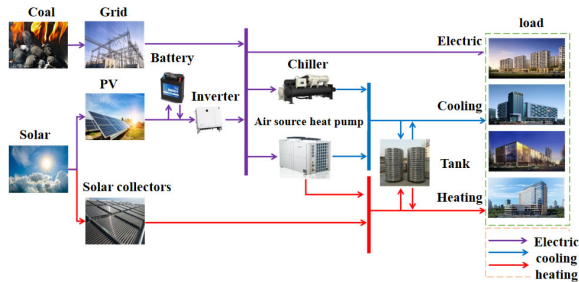 load
Coal
Grid
Electric
Battery
Chiller
PV
Inverter
Cooling
Solar
Air source heat pump
Tank
Solar collectors
Heating
Electric
cooling
heating